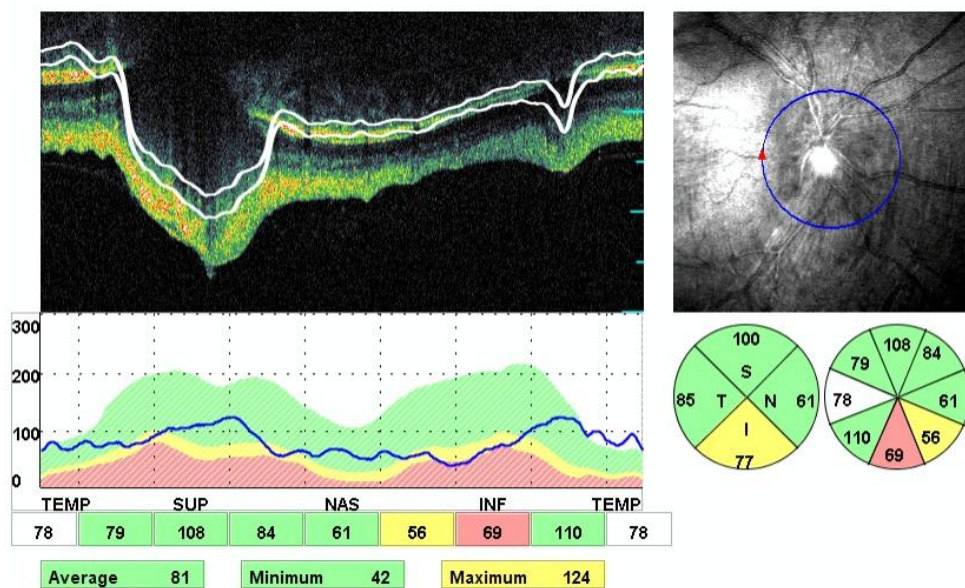 300
200
100
0
TEMP SUP NAS INF TEMP
78 79 108 84 61 56 69 110 78
Average 81 Minimum 42 Maximum 124
100
S
85 T N 61
I
77
108
79 84
78 61
110 56
69